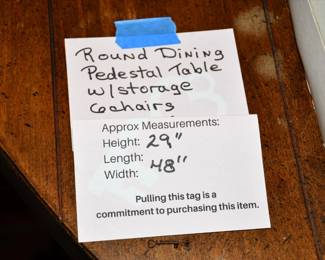 Round Dining
Pedestal Table
w/storage
6chairs
Approx Measurements:
Height: 29"
Length:
Width: 48"
Pulling this tag is a
commitment to purchasing this item.